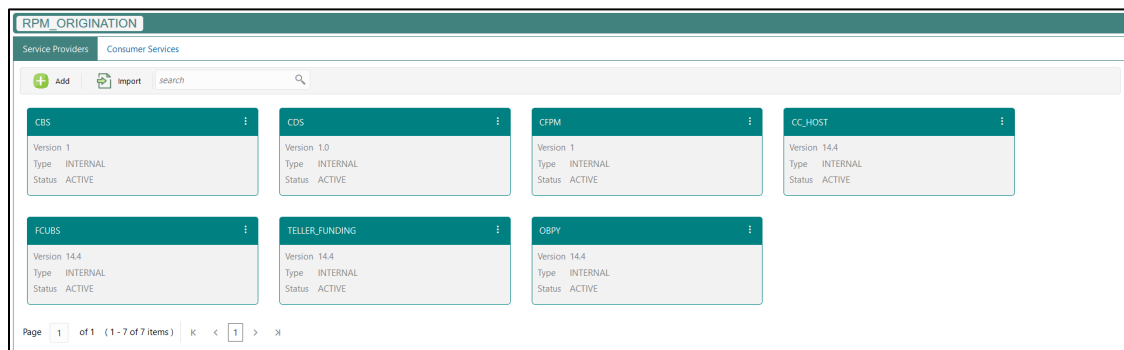 RPM_ORIGINATION
Service Providers Consumer Services
Add Import search
CBS CDS CFPM CC_HOST
Version 1 Version 1.0 Version 1 Version 14.4
Type INTERNAL Type INTERNAL Type INTERNAL Type INTERNAL
Status ACTIVE Status ACTIVE Status ACTIVE Status ACTIVE
FCUBS TELLER_FUNDING OBPY
Version 14.4 Version 14.4 Version 14.4
Type INTERNAL Type INTERNAL Type INTERNAL
Status ACTIVE Status ACTIVE Status ACTIVE
Page 1 of 1 ( 1 - 7 of 7 items ) 1